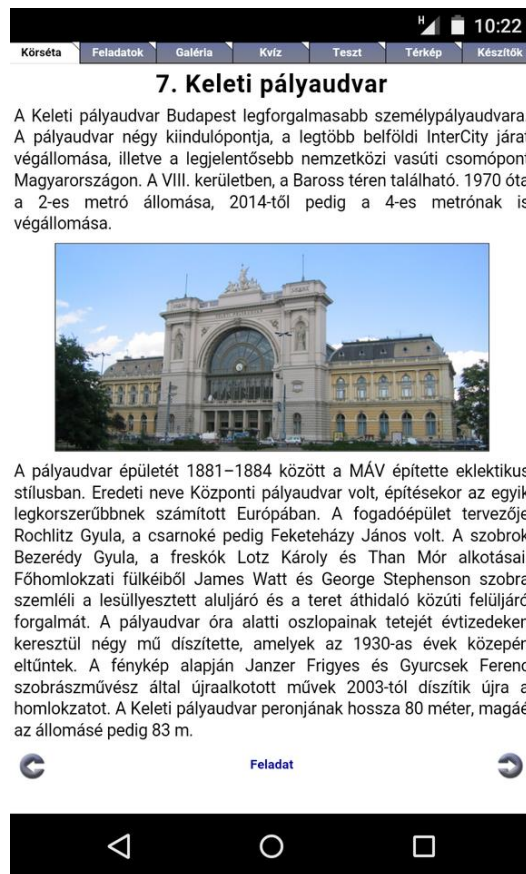 H 10:22
Körséta Feladatok Galéria Kvíz Teszt Térkép Készítők
7. Keleti pályaudvar
A Keleti pályaudvar Budapest legforgalmasabb személypályaudvara.
A pályaudvar négy kiindulópontja, a legtöbb belföldi InterCity járat
végállomása, illetve a legjelentősebb nemzetközi vasúti csomópont
Magyarországon. A VIII. kerületben, a Baross téren található. 1970 óta
a 2-es metró állomása, 2014-től pedig a 4-es metrónak is
végállomása.
A pályaudvar épületét 1881–1884 között a MÁV építette eklektikus
stílusban. Eredeti neve Központi pályaudvar volt, építésekor az egyik
legkorszerűbbnek számított Európában. A fogadóépület tervezője
Rochlitz Gyula, a csarnoké pedig Feketeházy János volt. A szobrok
Bezerédy Gyula, a freskók Lotz Károly és Than Mór alkotásai.
Főhomlokzati fülkéiből James Watt és George Stephenson szobra
szemléli a lesüllyesztett aluljáró és a teret áthidaló közúti felüljáró
forgalmát. A pályaudvar óra alatti oszlopainak tetejét évtizedeken
keresztül négy mű díszítette, amelyek az 1930-as évek közepén
eltűntek. A fénykép alapján Janzer Frigyes és Gyurcsek Ferenc
szobrászművész által újraalkotott művek 2003-tól díszítik újra a
homlokzatot. A Keleti pályaudvar peronjának hossza 80 méter, magáé
az állomásé pedig 83 m.
Feladat